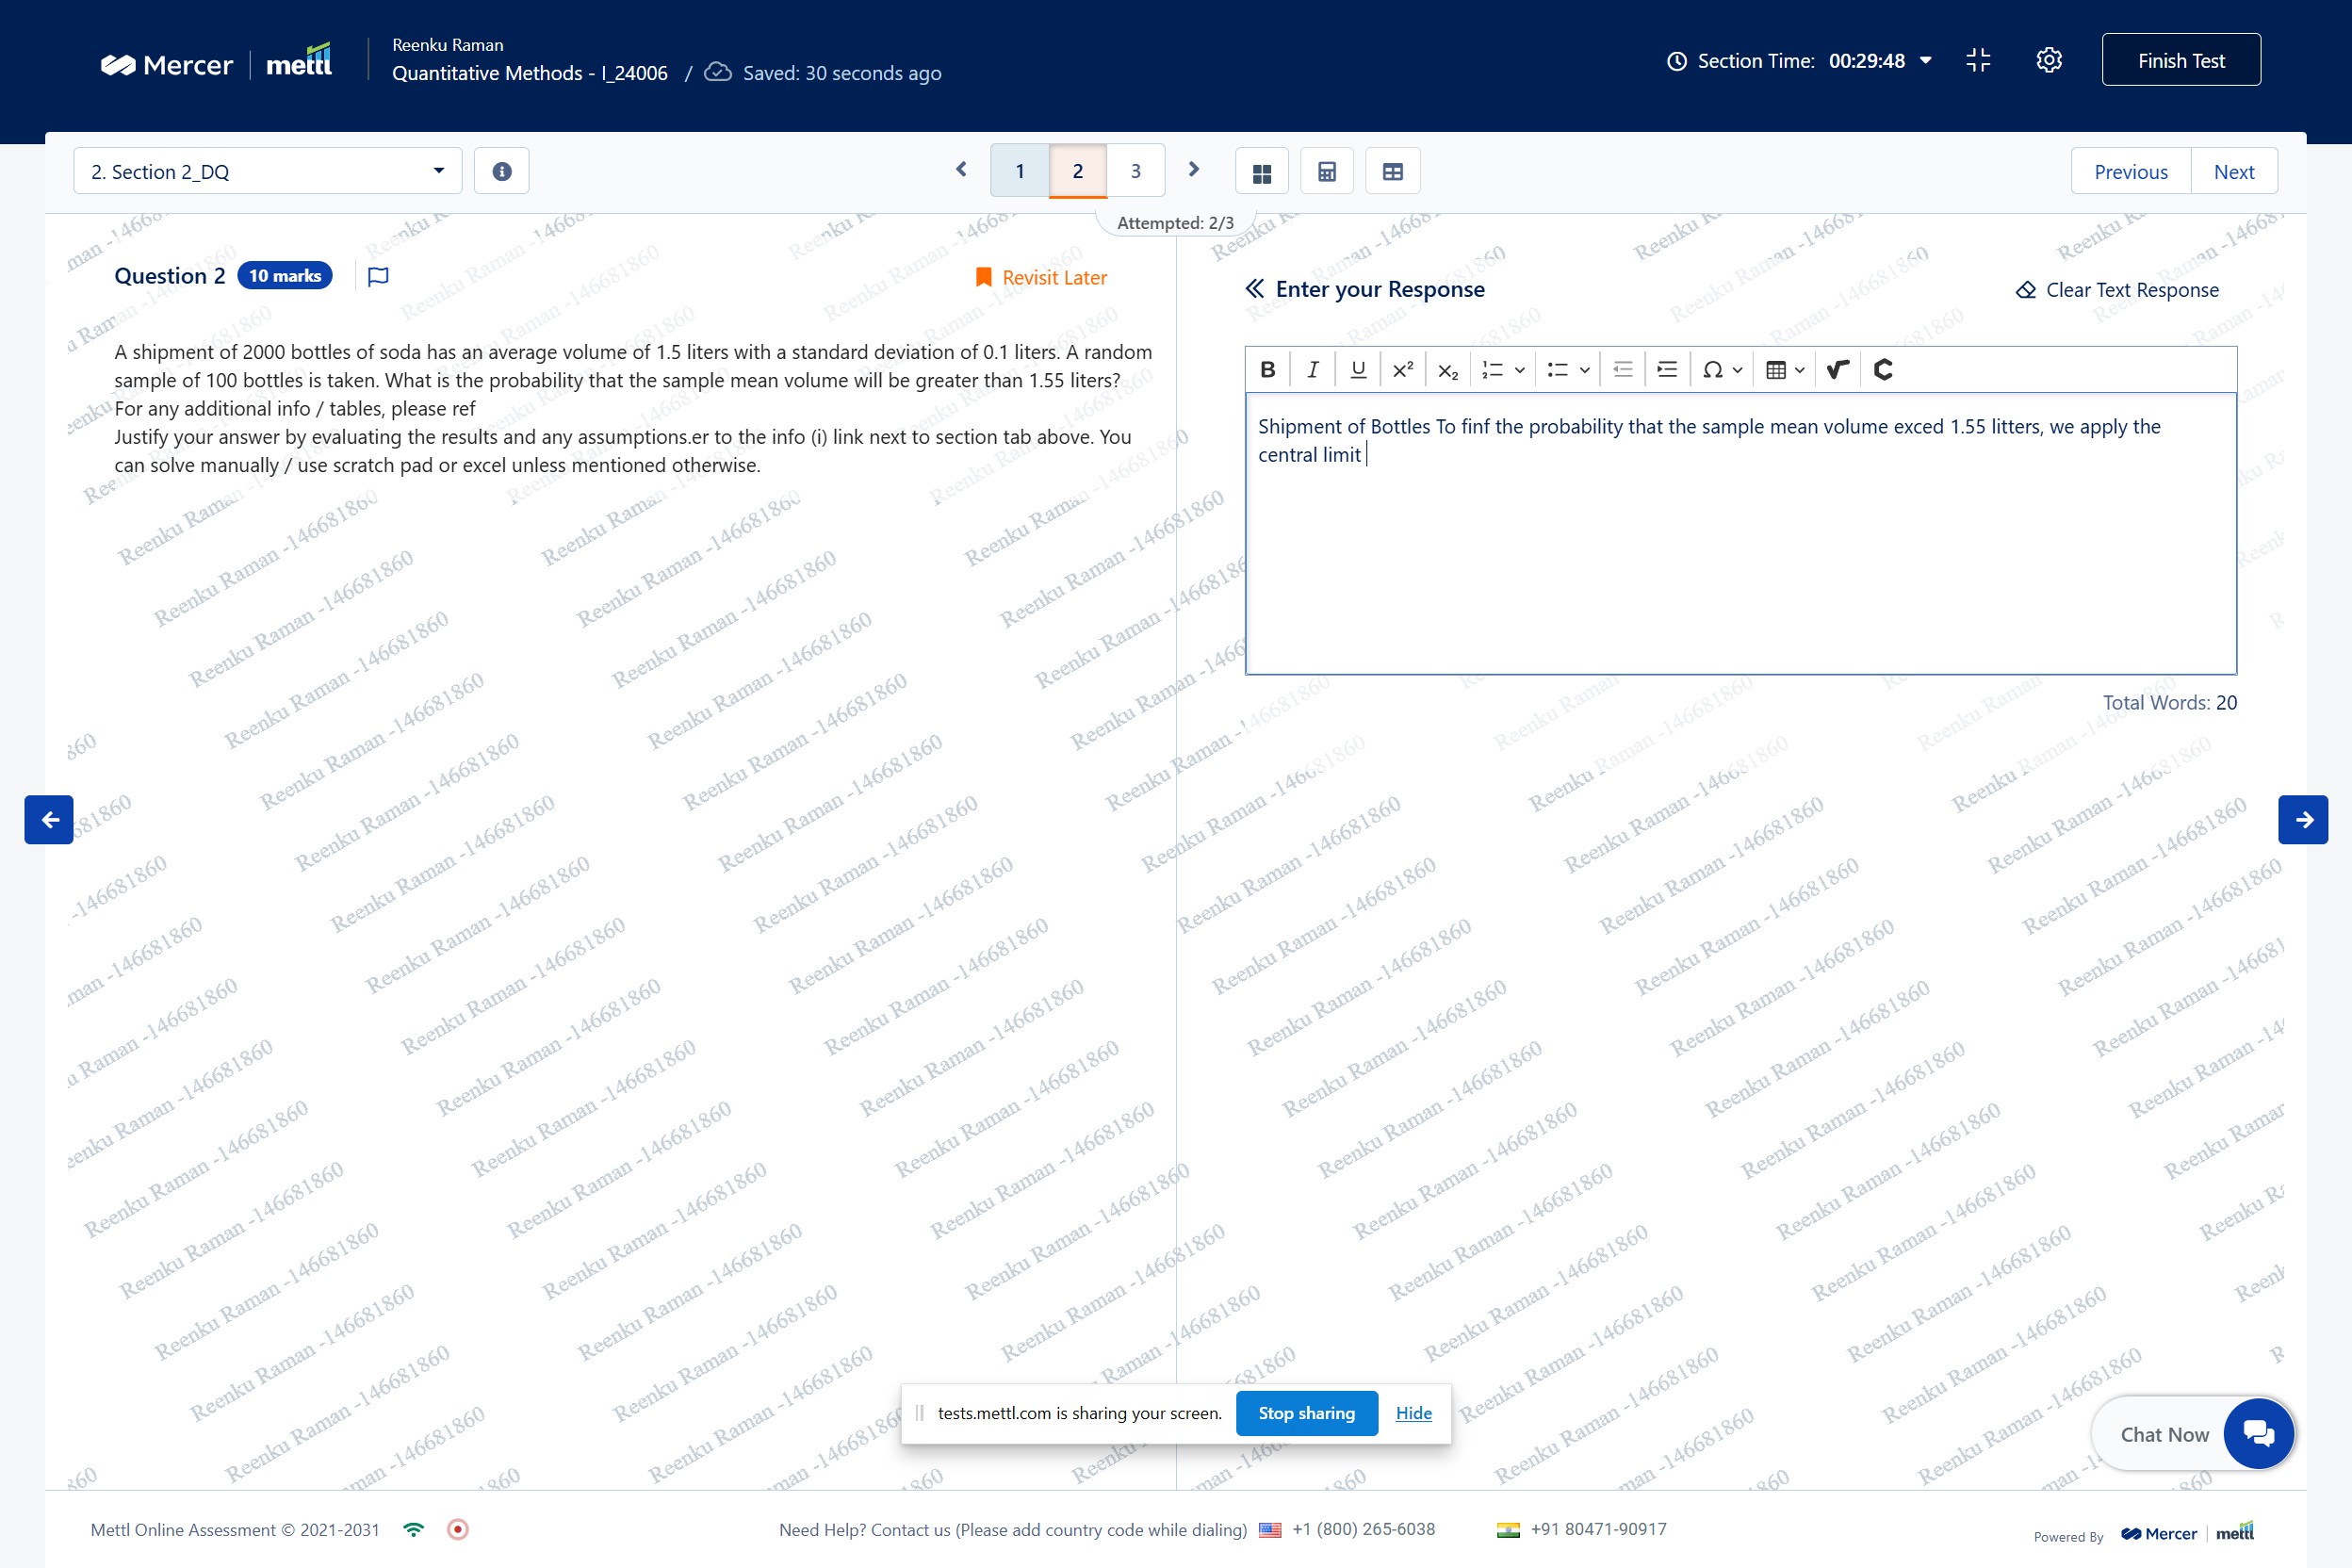 Mercer | mettl
Reenku Raman
Quantitative Methods - I_24006 / Saved: 30 seconds ago
Section Time: 00:29:48
Finish Test
2. Section 2_DQ
1 2 3
Previous Next
Attempted: 2/3
Question 2 10 marks
Revisit Later
A shipment of 2000 bottles of soda has an average volume of 1.5 liters with a standard deviation of 0.1 liters. A random
sample of 100 bottles is taken. What is the probability that the sample mean volume will be greater than 1.55 liters?
For any additional info / tables, please ref
Justify your answer by evaluating the results and any assumptions.er to the info (i) link next to section tab above. You
can solve manually / use scratch pad or excel unless mentioned otherwise.
Enter your Response
Clear Text Response
Shipment of Bottles To finf the probability that the sample mean volume exced 1.55 litters, we apply the
central limit
Total Words: 20
Reenku Raman -146681860
tests.mettl.com is sharing your screen. Stop sharing Hide
Chat Now
Mettl Online Assessment © 2021-2031
Need Help? Contact us (Please add country code while dialing) +1 (800) 265-6038 +91 80471-90917
Powered By Mercer | mettl